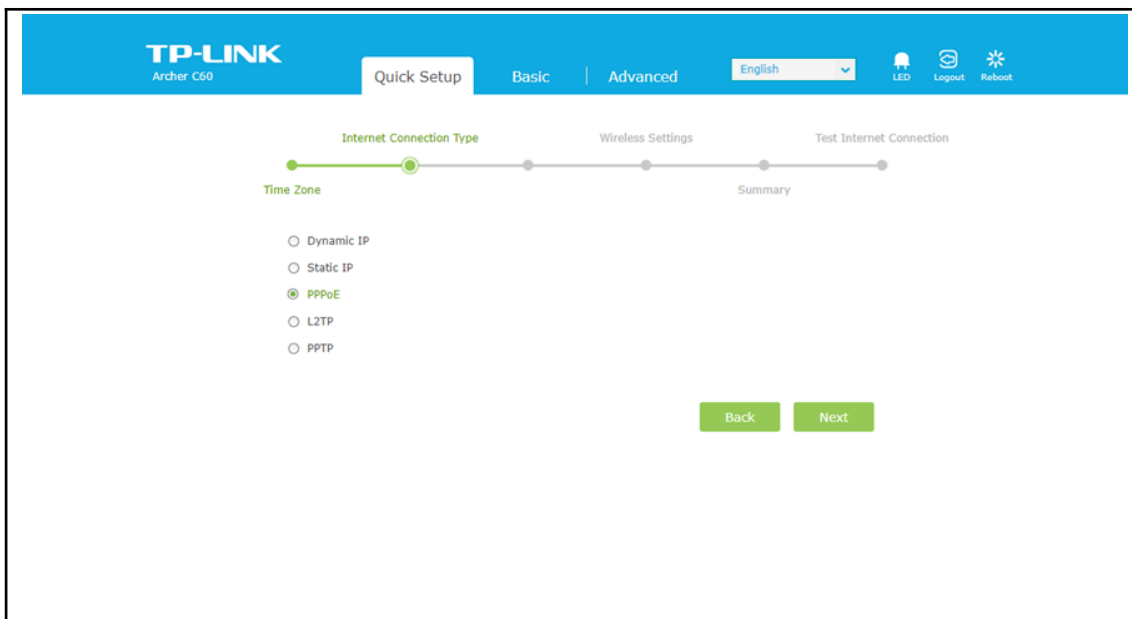 TP-LINK
Archer C60
Quick Setup
Basic
Advanced
English
LED
Logout
Reboot
Internet Connection Type
Wireless Settings
Test Internet Connection
Time Zone
Summary
Dynamic IP
Static IP
PPPoE
L2TP
PPTP
Back
Next